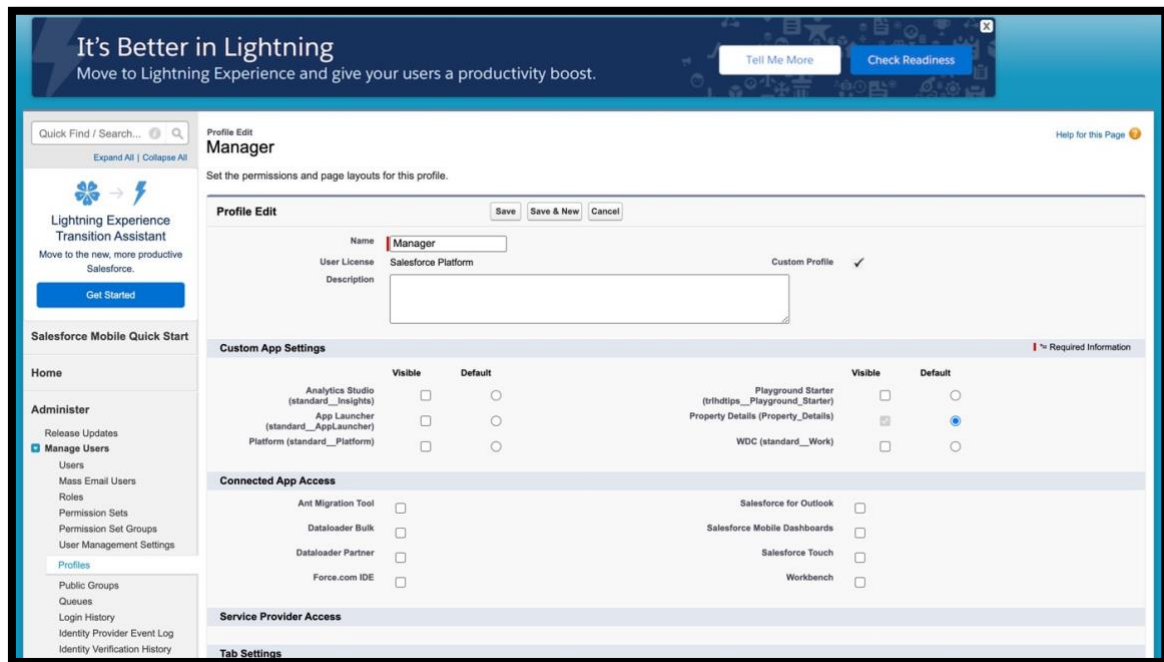 It's Better in Lightning
Move to Lightning Experience and give your users a productivity boost.
Tell Me More
Check Readiness
x
Quick Find / Search...
Expand All | Collapse All
Lightning Experience
Transition Assistant
Move to the new, more productive
Salesforce.
Get Started
Salesforce Mobile Quick Start
Home
Administer
Release Updates
Manage Users
Users
Mass Email Users
Roles
Permission Sets
Permission Set Groups
User Management Settings
Profiles
Public Groups
Queues
Login History
Identity Provider Event Log
Identity Verification History
Profile Edit
Manager
Help for this Page ?
Set the permissions and page layouts for this profile.
Profile Edit
Save
Save & New
Cancel
Name
Manager
User License
Salesforce Platform
Custom Profile
Description
Custom App Settings
= Required Information
Visible Default
Visible Default
Analytics Studio
(standard__Insights)
Playground Starter
(trlhdtips__Playground_Starter)
App Launcher
(standard__AppLauncher)
Property Details (Property_Details)
Platform (standard__Platform)
WDC (standard__Work)
Connected App Access
Ant Migration Tool
Salesforce for Outlook
Dataloader Bulk
Salesforce Mobile Dashboards
Dataloader Partner
Salesforce Touch
Force.com IDE
Workbench
Service Provider Access
Tab Settings